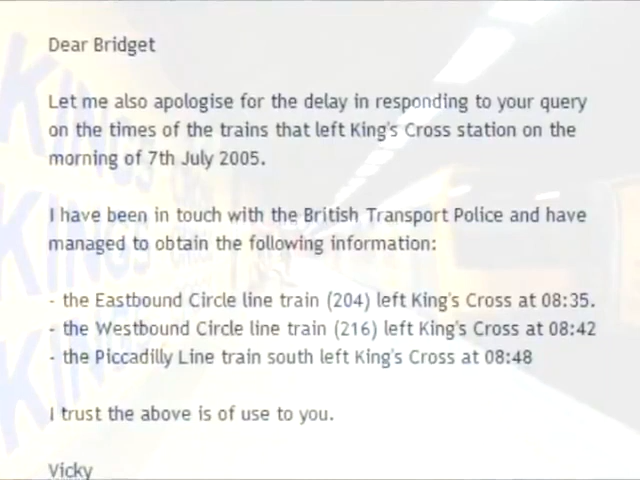 Dear Bridget
Let me also apologise for the delay in responding to your query
on the times of the trains that left King's Cross station on the
morning of 7th July 2005.
I have been in touch with the British Transport Police and have
managed to obtain the following information:
- the Eastbound Circle line train (204) left King's Cross at 08:35.
- the Westbound Circle line train (216) left King's Cross at 08:42
- the Piccadilly Line train south left King's Cross at 08:48
I trust the above is of use to you.
Vicky
KINGS
KINGS
KINGS